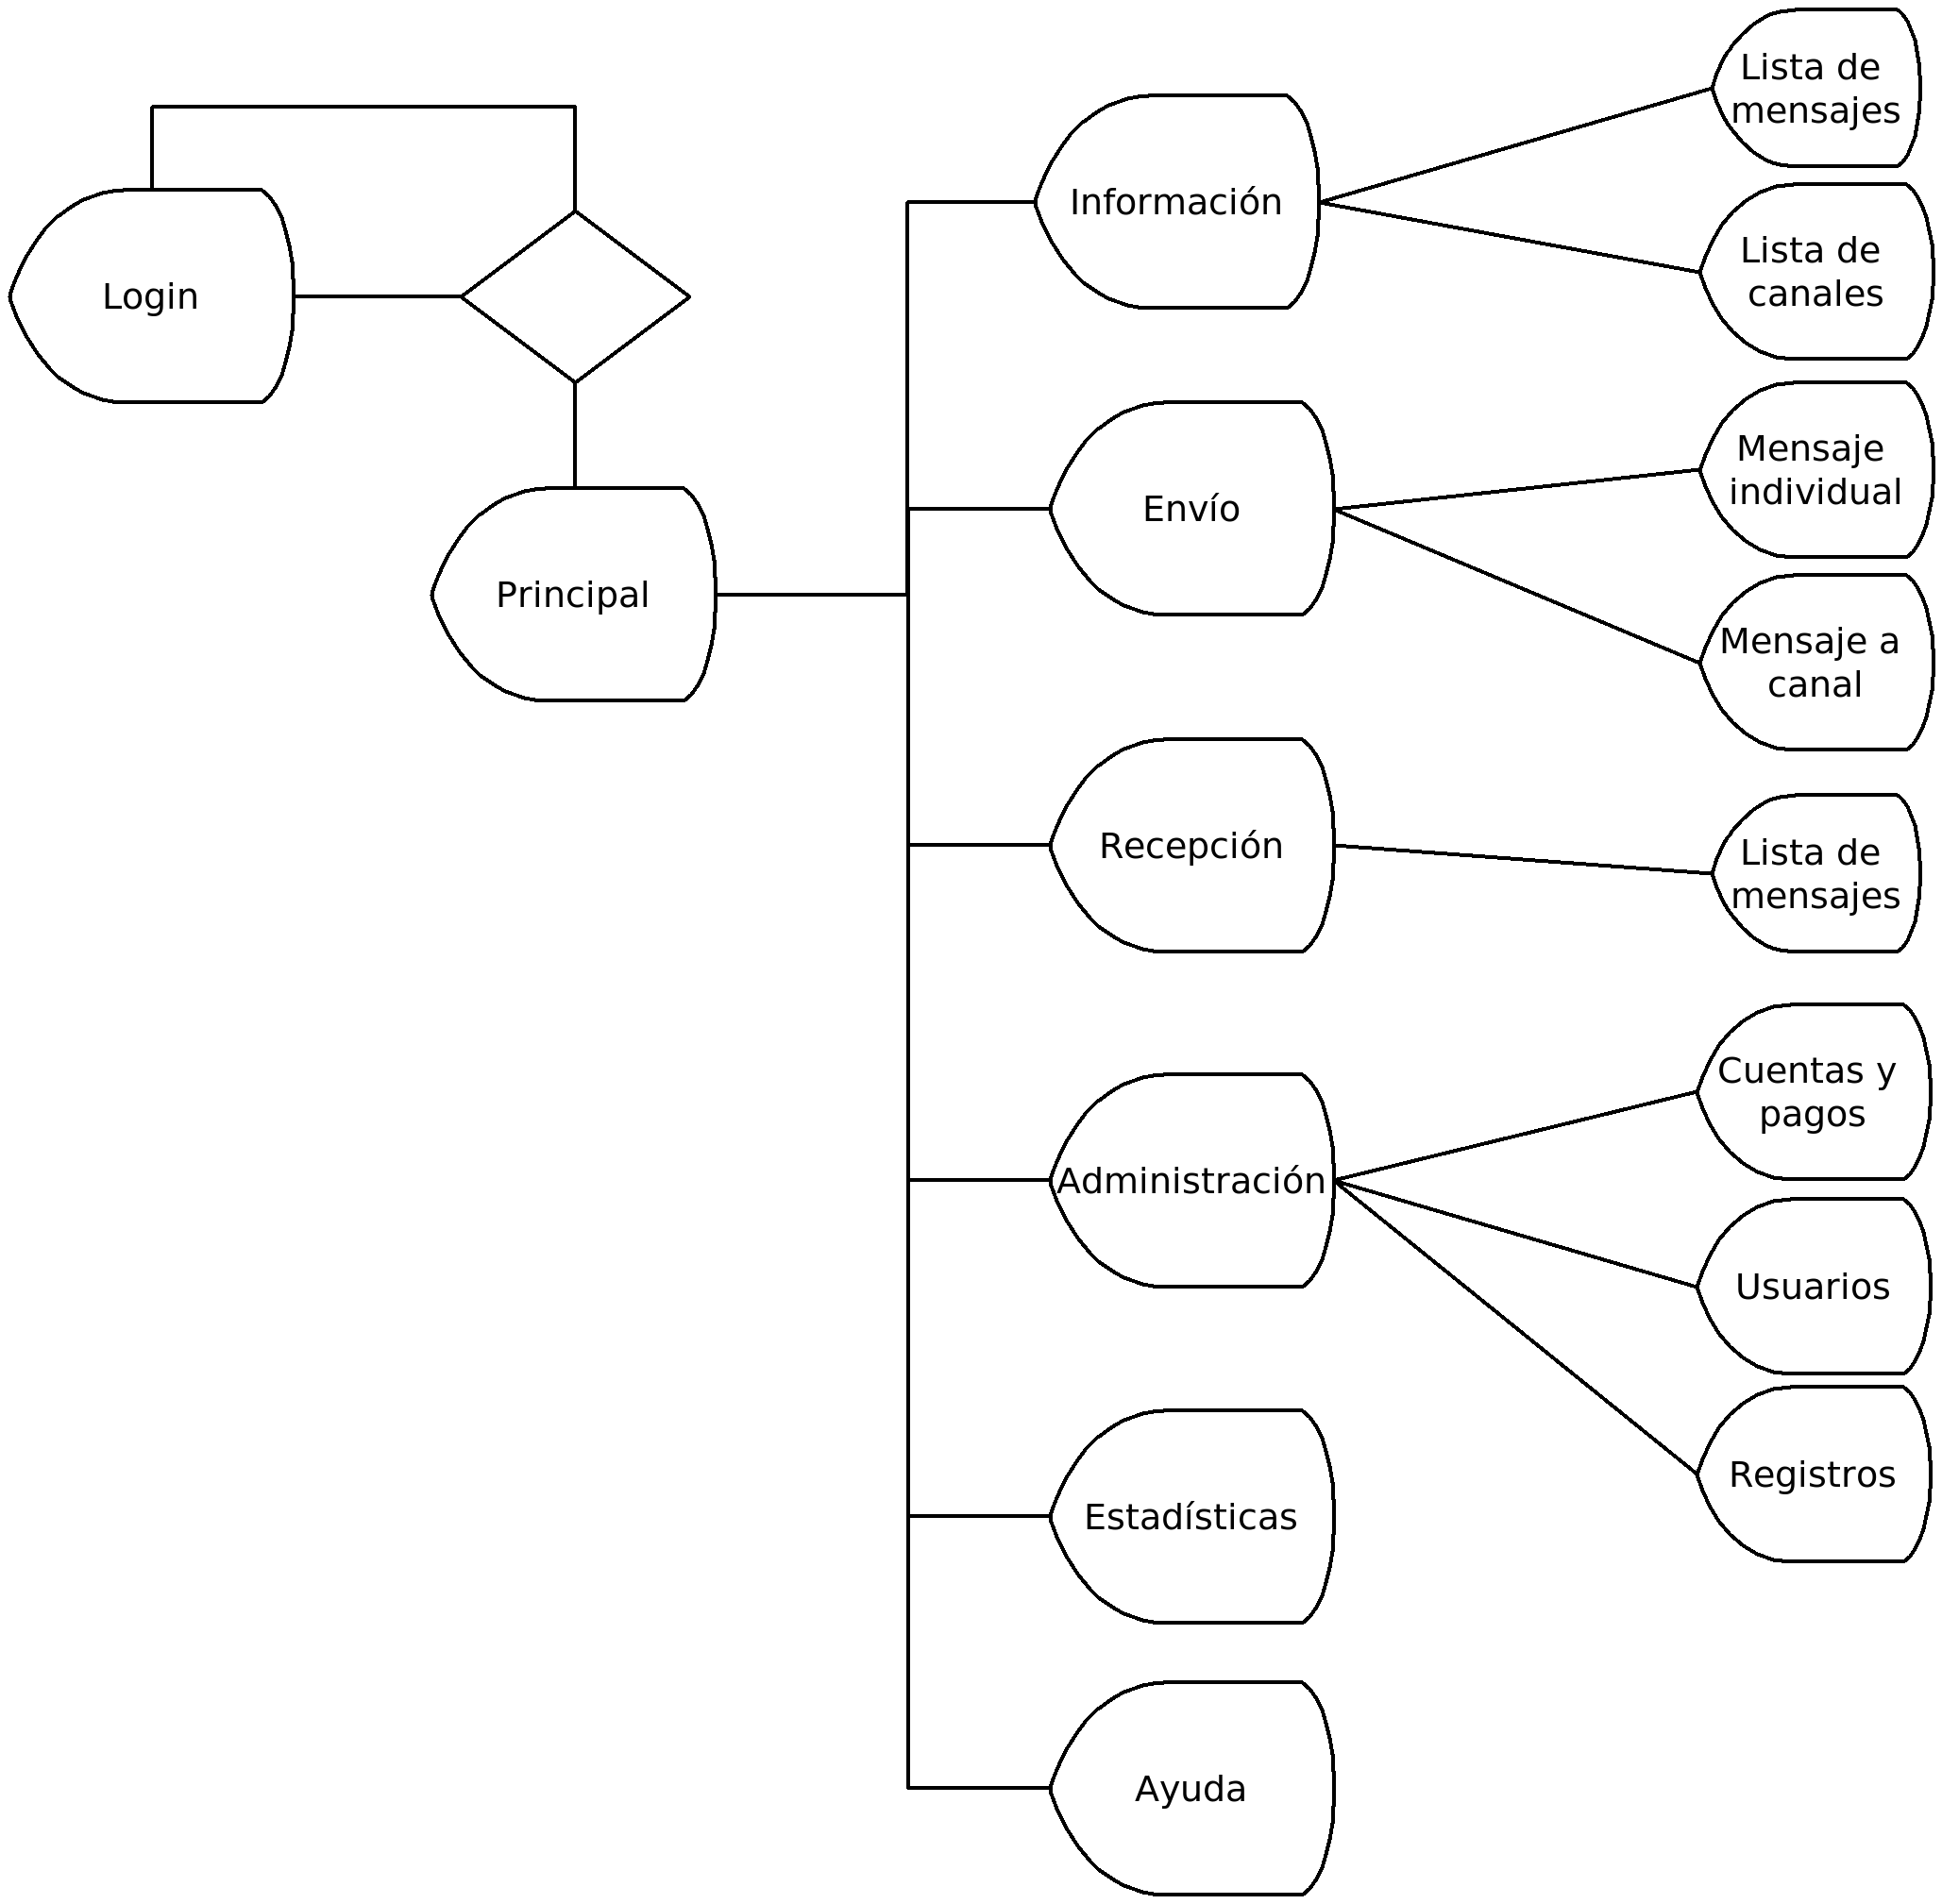 Login
Principal
Información
Lista de
mensajes
Lista de
canales
Envío
Mensaje
individual
Mensaje a
canal
Recepción
Lista de
mensajes
Administración
Cuentas y
pagos
Usuarios
Registros
Estadísticas
Ayuda